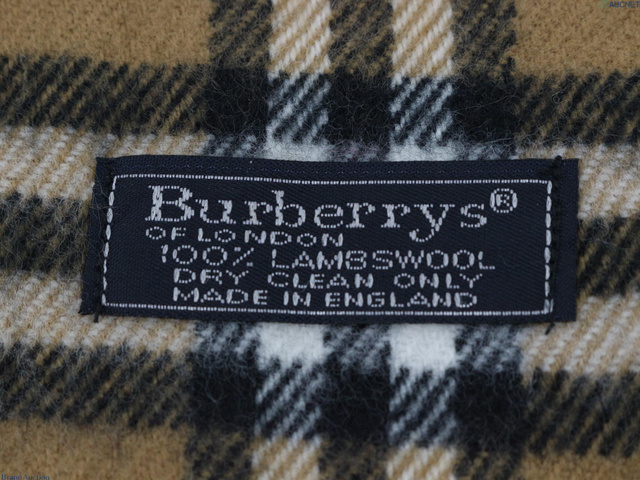 Burberrys®
OF LONDON
100% LAMBSWOOL
DRY CLEAN ONLY
MADE IN ENGLAND